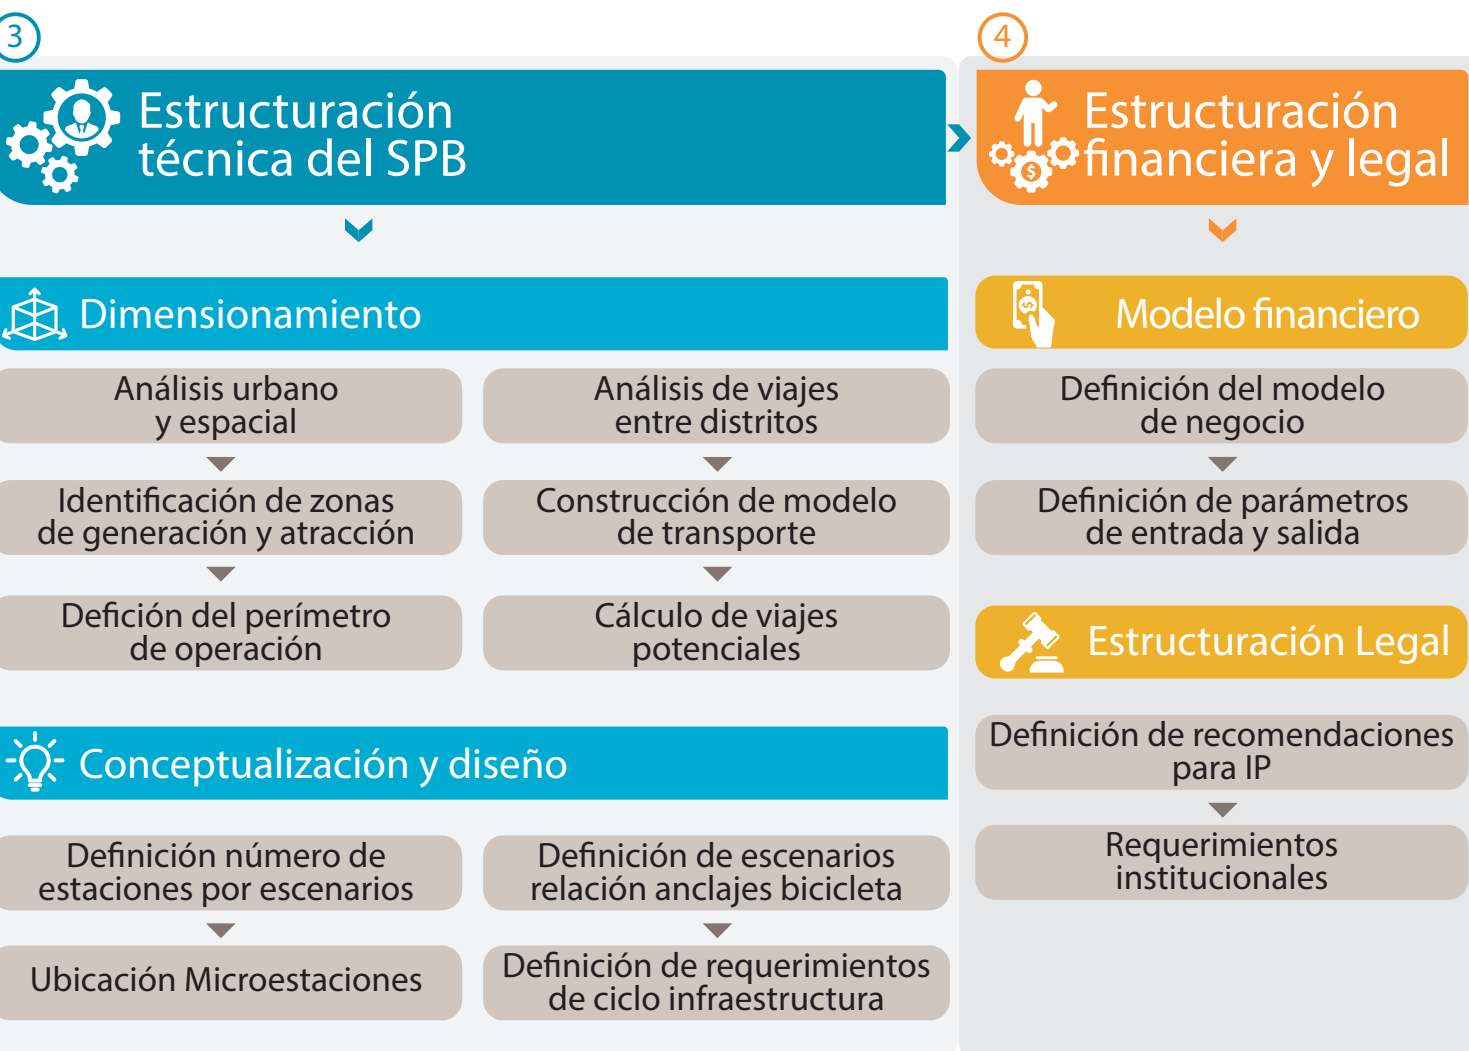 3
Estructuración
técnica del SPB
Dimensionamiento
Análisis urbano
y espacial
Identificación de zonas
de generación y atracción
Defición del perímetro
de operación
Análisis de viajes
entre distritos
Construcción de modelo
de transporte
Cálculo de viajes
potenciales
Conceptualización y diseño
Definición número de
estaciones por escenarios
Ubicación Microestaciones
Definición de escenarios
relación anclajes bicicleta
Definición de requerimientos
de ciclo infraestructura
4
$
Estructuración
financiera y legal
$
Modelo financiero
Definición del modelo
de negocio
Definición de parámetros
de entrada y salida
Estructuración Legal
Definición de recomendaciones
para IP
Requerimientos
institucionales